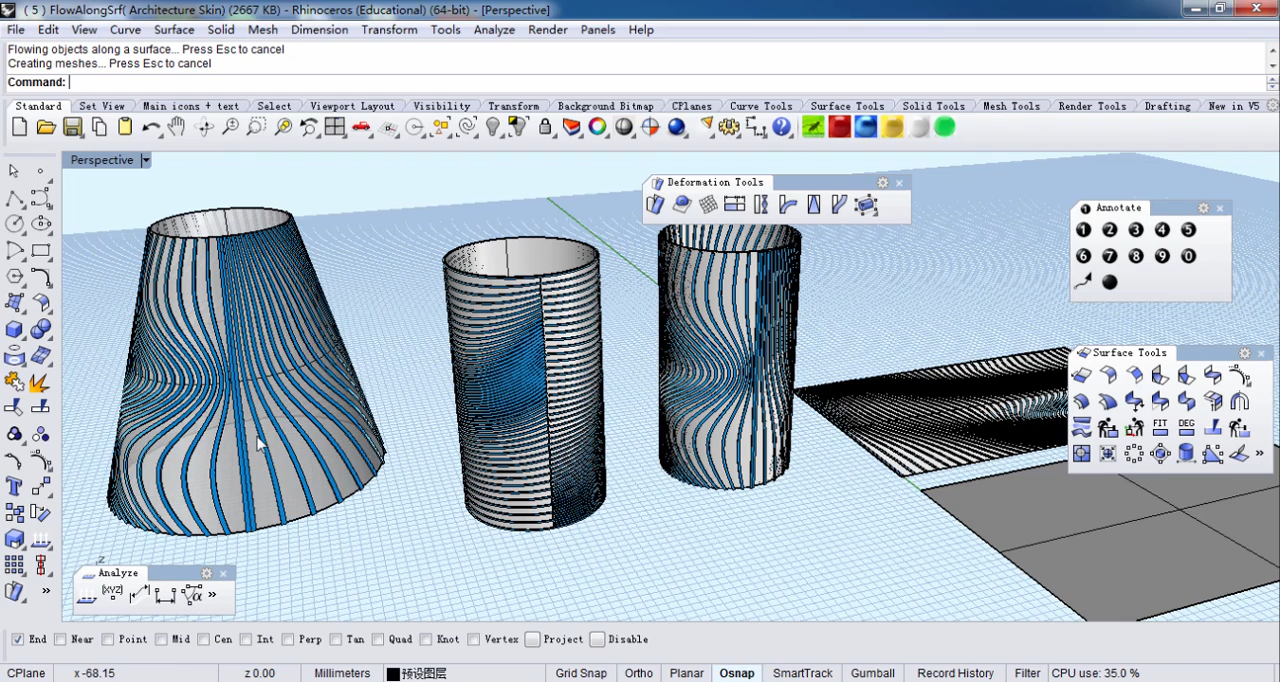 ( 5 ) FlowAlongSrf( Architecture Skin) (2667 KB) - Rhinoceros (Educational) (64-bit) - [Perspective]
File Edit View Curve Surface Solid Mesh Dimension Transform Tools Analyze Render Panels Help
Flowing objects along a surface... Press Esc to cancel
Creating meshes... Press Esc to cancel
Command:
Standard Set View Main icons + text Select Viewport Layout Visibility Transform Background Bitmap CPlanes Curve Tools Surface Tools Solid Tools Mesh Tools Render Tools Drafting New in V5
Perspective
Deformation Tools
Annotate
1 2 3 4 5
6 7 8 9 0
Surface Tools
FIT DEG
z
Analyze
(XYZ)
End Near Point Mid Cen Int Perp Tan Quad Knot Vertex Project Disable
CPlane x -68.15 z 0.00 Millimeters 预设图层 Grid Snap Ortho Planar Osnap SmartTrack Gumball Record History Filter CPU use: 35.0 %